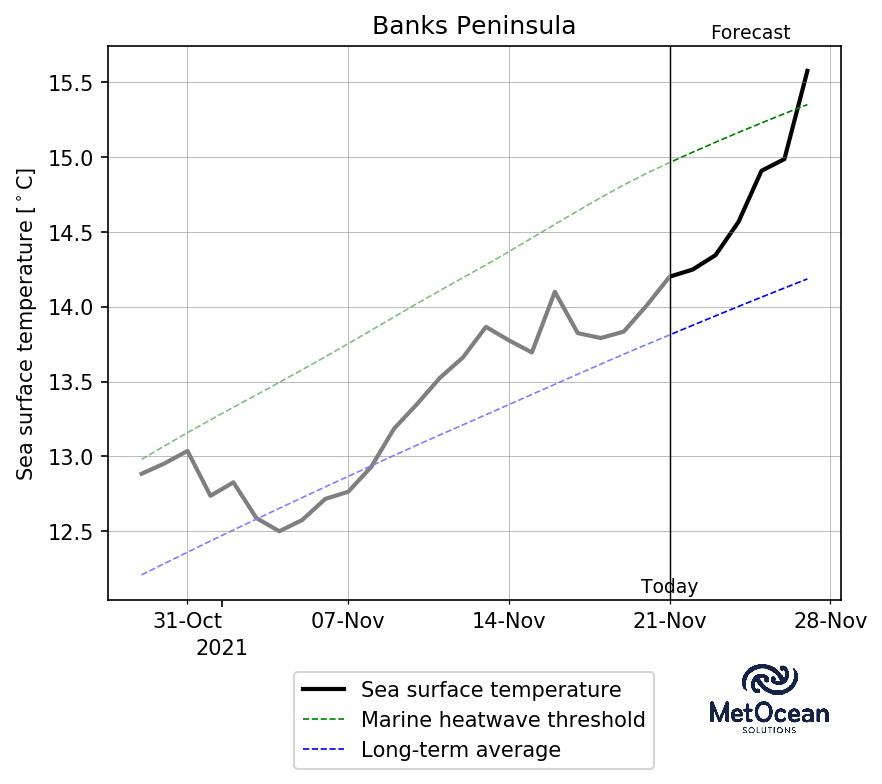 Banks Peninsula
Forecast
Sea surface temperature [°C]
15.5
15.0
14.5
14.0
13.5
13.0
12.5
Today
31-Oct 07-Nov 14-Nov 21-Nov 28-Nov
2021
Sea surface temperature
Marine heatwave threshold
Long-term average
MetOcean
SOLUTIONS